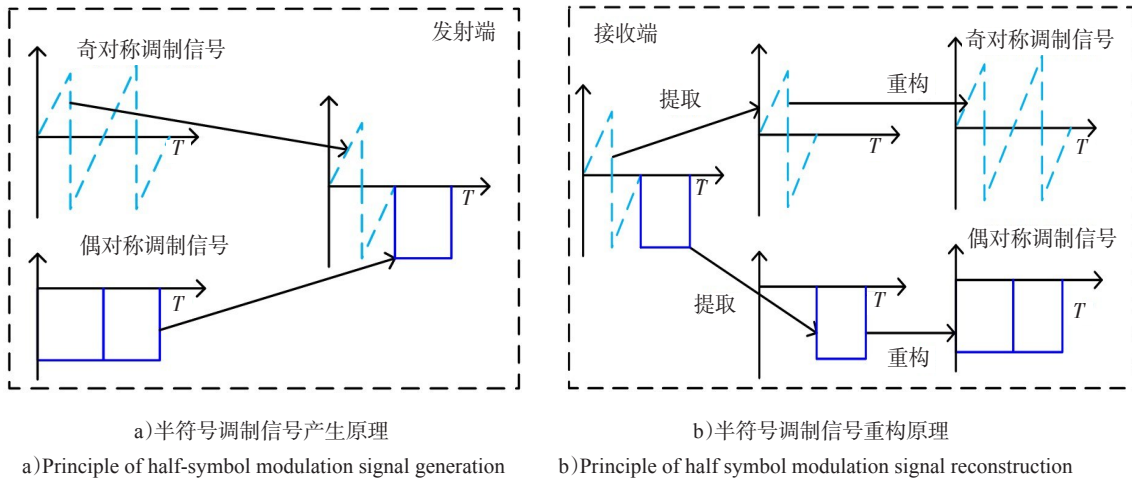 发射端
奇对称调制信号
T
T
偶对称调制信号
T
接收端
奇对称调制信号
提取
重构
T
T
T
偶对称调制信号
提取
T
T
重构
a)半符号调制信号产生原理
b)半符号调制信号重构原理
a)Principle of half-symbol modulation signal generation
b)Principle of half symbol modulation signal reconstruction